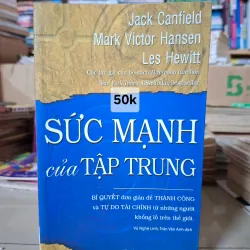 Jack Canfield
Mark Victor Hansen
Les Hewitt
50k
SỨC MẠNH
của TẬP TRUNG
BÍ QUYẾT đơn giản để THÀNH CÔNG
và TỰ DO TÀI CHÍNH từ những người
khổng lồ trên thế giới